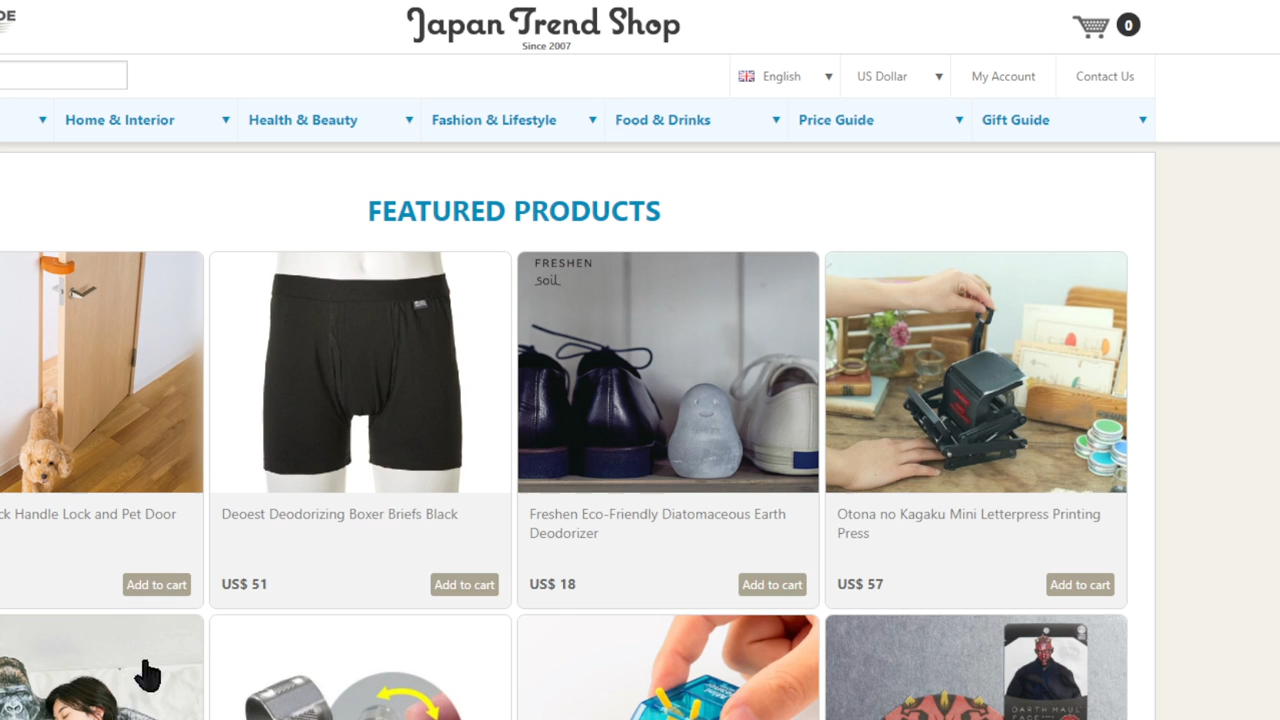 DE
Japan Trend Shop
Since 2007
0
English
US Dollar
My Account
Contact Us
Home & Interior
Health & Beauty
Fashion & Lifestyle
Food & Drinks
Price Guide
Gift Guide
FEATURED PRODUCTS
FRESHEN
soil
ck Handle Lock and Pet Door
Deoest Deodorizing Boxer Briefs Black
Freshen Eco-Friendly Diatomaceous Earth
Deodorizer
Otona no Kagaku Mini Letterpress Printing
Press
Add to cart
US$ 51
Add to cart
US$ 18
Add to cart
US$ 57
Add to cart
DARTH MAUL
FACE